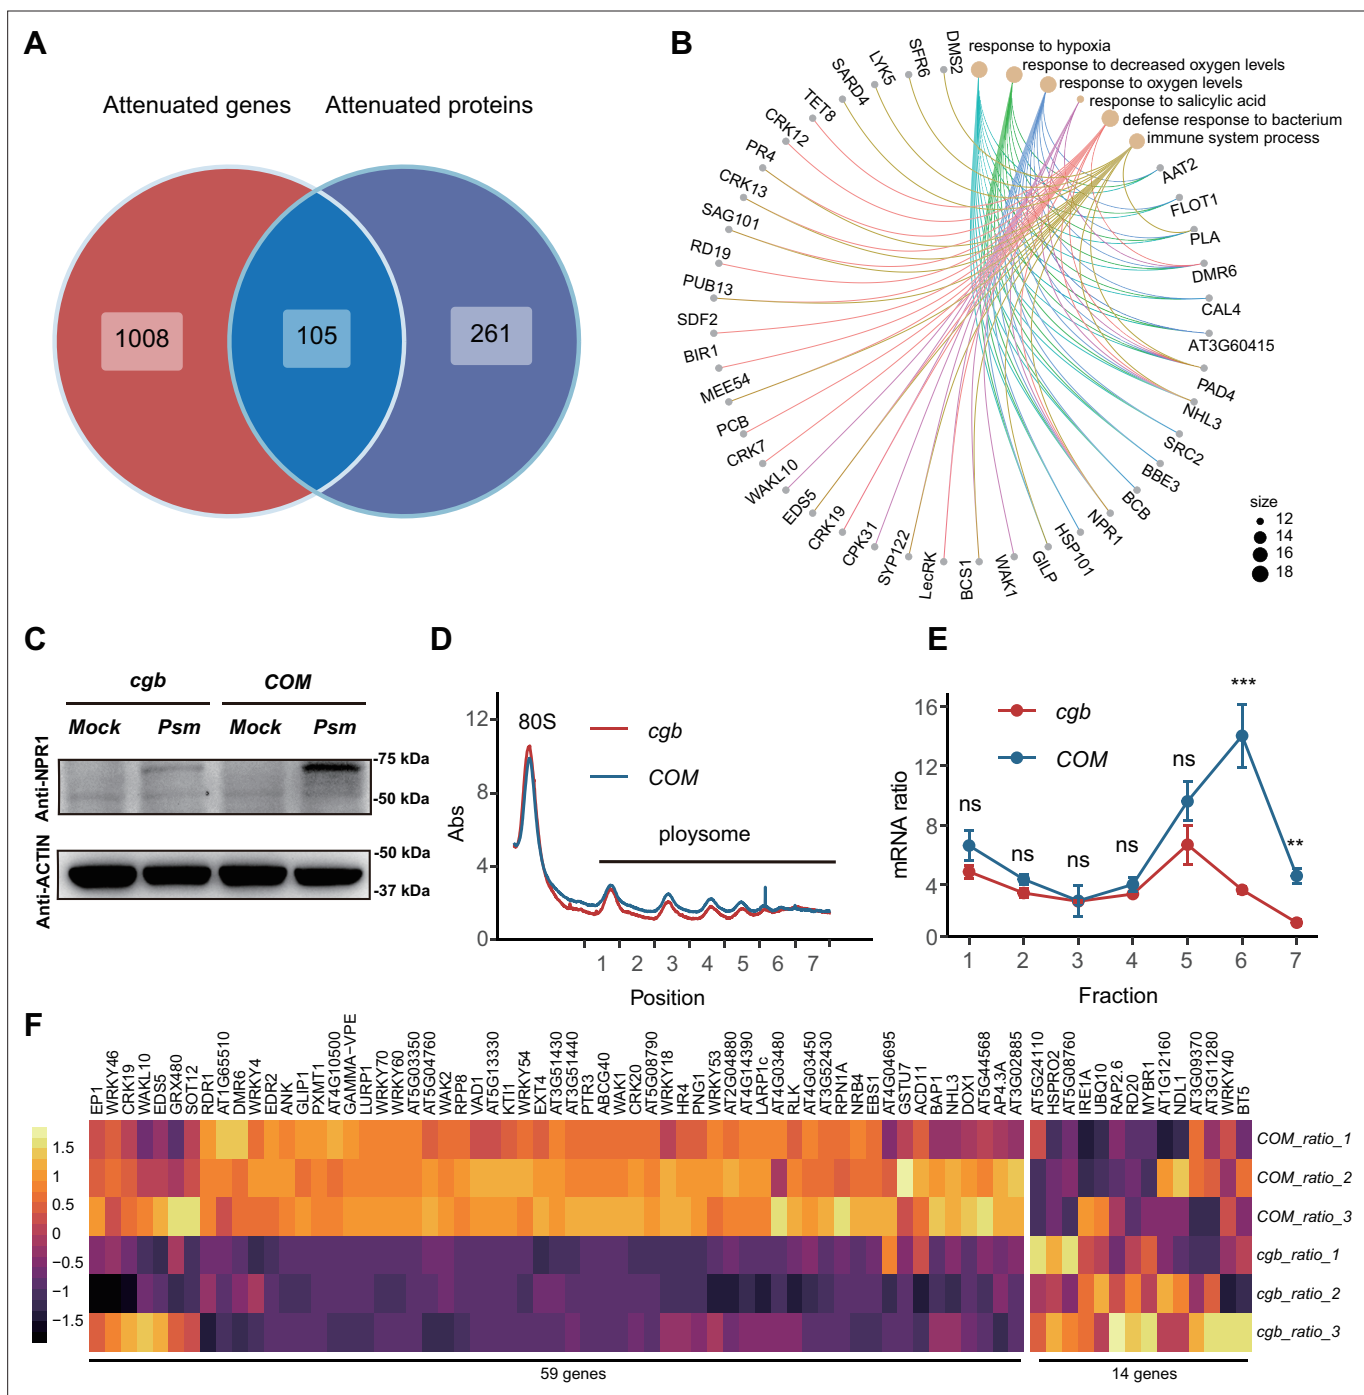 A
Attenuated genes
Attenuated proteins
1008
105
261
B
response to hypoxia
response to decreased oxygen levels
response to oxygen levels
response to salicylic acid
defense response to bacterium
immune system process
DMS2
SFR6
LYK5
SARD4
TET8
CRK12
PR4
CRK13
SAG101
RD19
PUB13
SDF2
BIR1
MEE54
PCB
CRK7
WAKL10
EDS5
CRK19
CPK31
SYP122
LecRK
BCS1
WAK1
GILP
HSP101
NPR1
BCB
BBE3
SRC2
NHL3
PAD4
AT3G60415
CAL4
DMR6
PLA
FLOT1
AAT2
size
12
14
16
18
C
cgb
COM
Mock
Psm
Mock
Psm
Anti-NPR1
-75 kDa
-50 kDa
Anti-ACTIN
-50 kDa
-37 kDa
D
12
8
4
0
Abs
80S
cgb
COM
ploysome
1 2 3 4 5 6 7
Position
E
16
12
8
4
0
mRNA ratio
cgb
COM
ns
ns
ns
ns
ns
***
**
1 2 3 4 5 6 7
Fraction
F
EP1
WRKY46
CRK19
WAKL10
EDS5
GRX480
SOT12
RDR1
AT1G65510
DMR6
WRKY4
EDR2
ANK
GLIP1
PXMT1
AT4G10500
GAMMA-VPE
LURP1
WRKY70
WRKY60
AT5G03350
AT5G04760
WAK2
RPP8
VAD1
AT5G13330
KTI1
WRKY54
EXT4
AT3G51430
AT3G51440
PTR3
ABCG40
WAK1
CRK20
AT5G08790
WRKY18
HR4
PNG1
WRKY53
AT2G04880
AT4G14390
LARP1c
AT4G03480
RLK
AT4G03450
AT3G52430
RPN1A
NRB4
EBS1
AT4G04695
GSTU7
ACD11
BAP1
NHL3
DOX1
AT5G44568
AP4.3A
AT3G02885
AT5G24110
HSPRO2
AT5G08760
IRE1A
UBQ10
RAP2.6
RD20
MYBR1
AT1G12160
NDL1
AT3G09370
AT3G11280
WRKY40
BT5
1.5
1
0.5
0
−0.5
−1
−1.5
COM_ratio_1
COM_ratio_2
COM_ratio_3
cgb_ratio_1
cgb_ratio_2
cgb_ratio_3
59 genes
14 genes